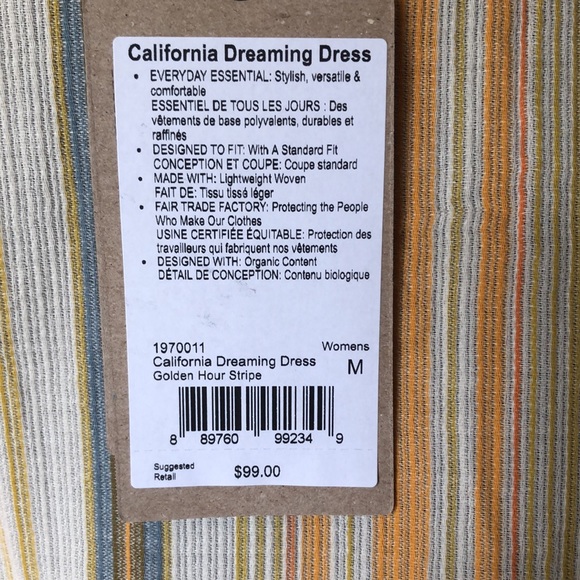 California Dreaming Dress
• EVERYDAY ESSENTIAL: Stylish, versatile &
comfortable
ESSENTIEL DE TOUS LES JOURS : Des
vêtements de base polyvalents, durables et
raffinés
• DESIGNED TO FIT: With A Standard Fit
CONCEPTION ET COUPE: Coupe standard
• MADE WITH: Lightweight Woven
FAIT DE: Tissu tissé léger
• FAIR TRADE FACTORY: Protecting the People
Who Make Our Clothes
USINE CERTIFIÉE ÉQUITABLE: Protection des
travailleurs qui fabriquent nos vêtements
• DESIGNED WITH: Organic Content
DÉTAIL DE CONCEPTION: Contenu biologique
1970011 Womens
California Dreaming Dress M
Golden Hour Stripe
8 89760 99234 9
Suggested
Retail $99.00